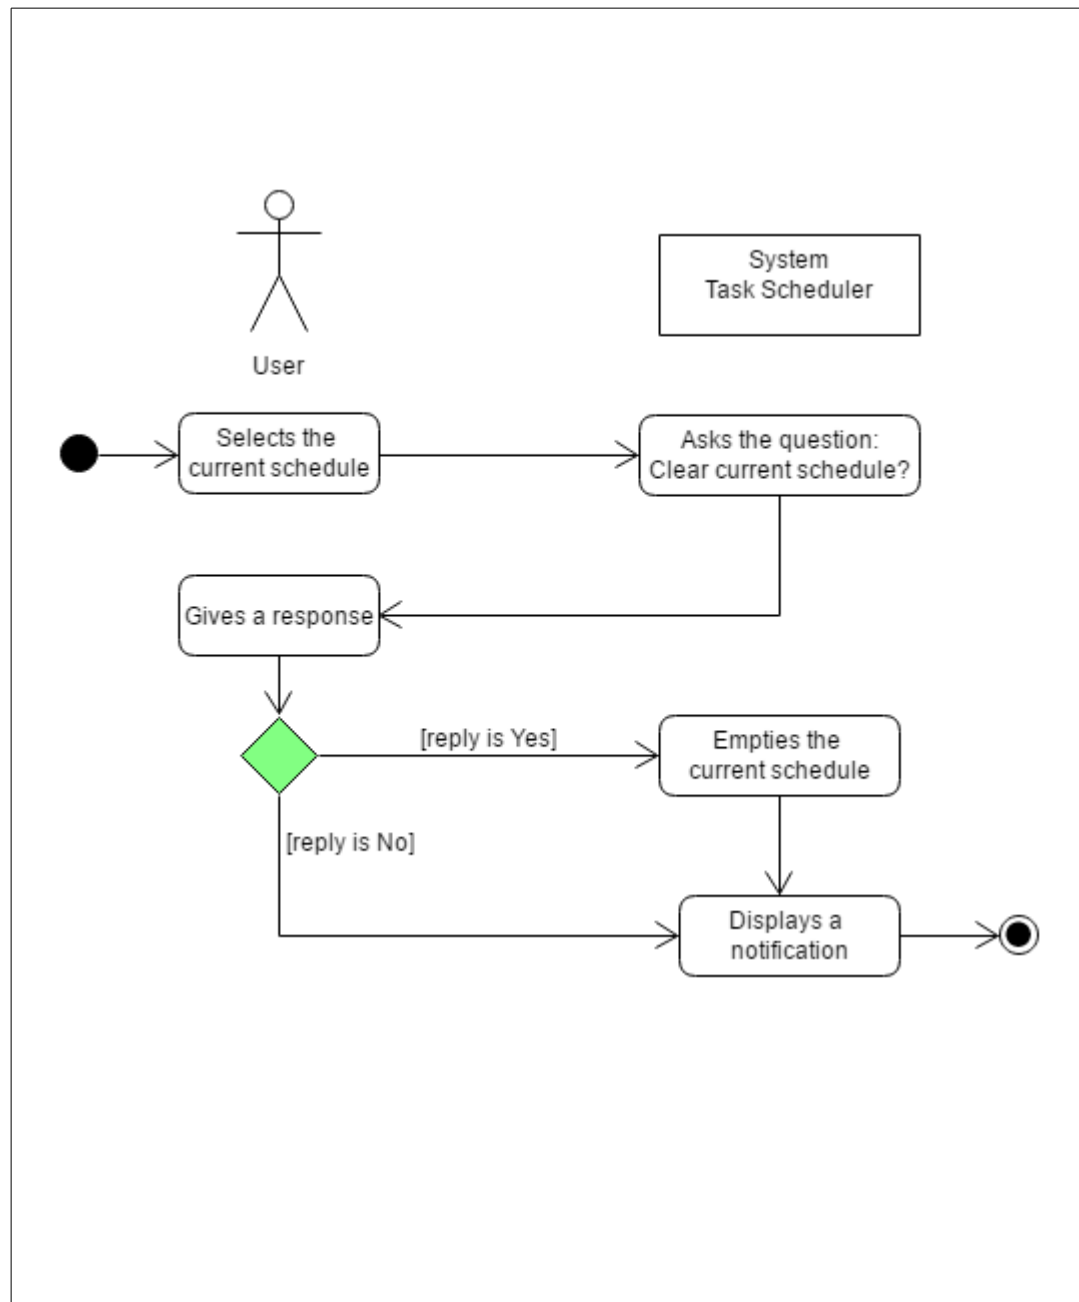 System
Task Scheduler
User
Selects the
current schedule
Asks the question:
Clear current schedule?
Gives a response
[reply is Yes]
Empties the
current schedule
[reply is No]
Displays a
notification